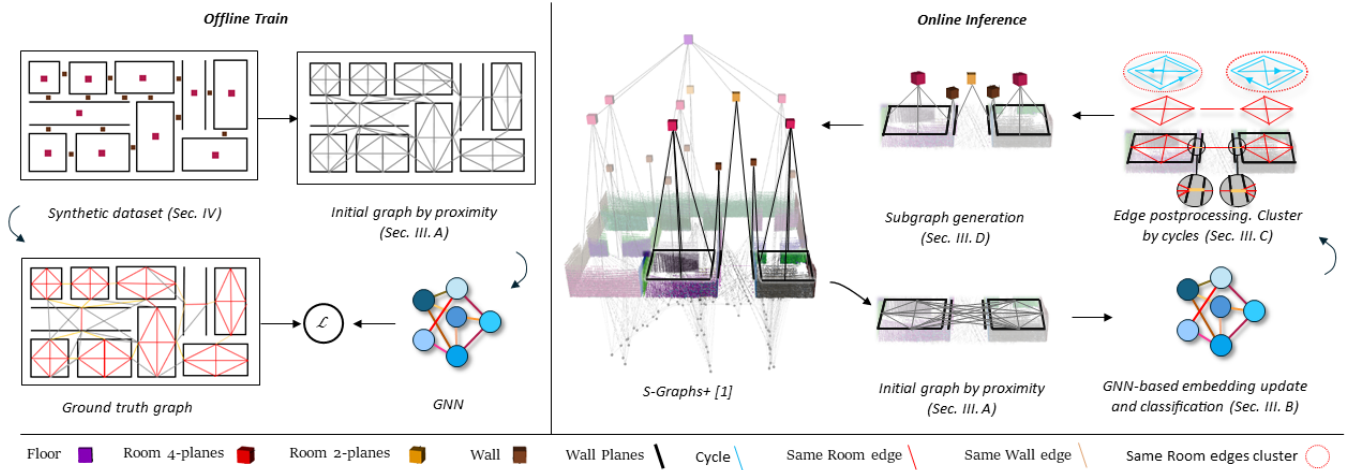 Offline Train
Online Inference
Synthetic dataset (Sec. IV)
Initial graph by proximity
(Sec. III. A)
Ground truth graph
ℒ
GNN
S-Graphs+ [1]
Subgraph generation
(Sec. III. D)
Edge postprocessing. Cluster
by cycles (Sec. III. C)
Initial graph by proximity
(Sec. III. A)
GNN-based embedding update
and classification (Sec. III. B)
Floor Room 4-planes Room 2-planes Wall Wall Planes Cycle Same Room edge Same Wall edge Same Room edges cluster